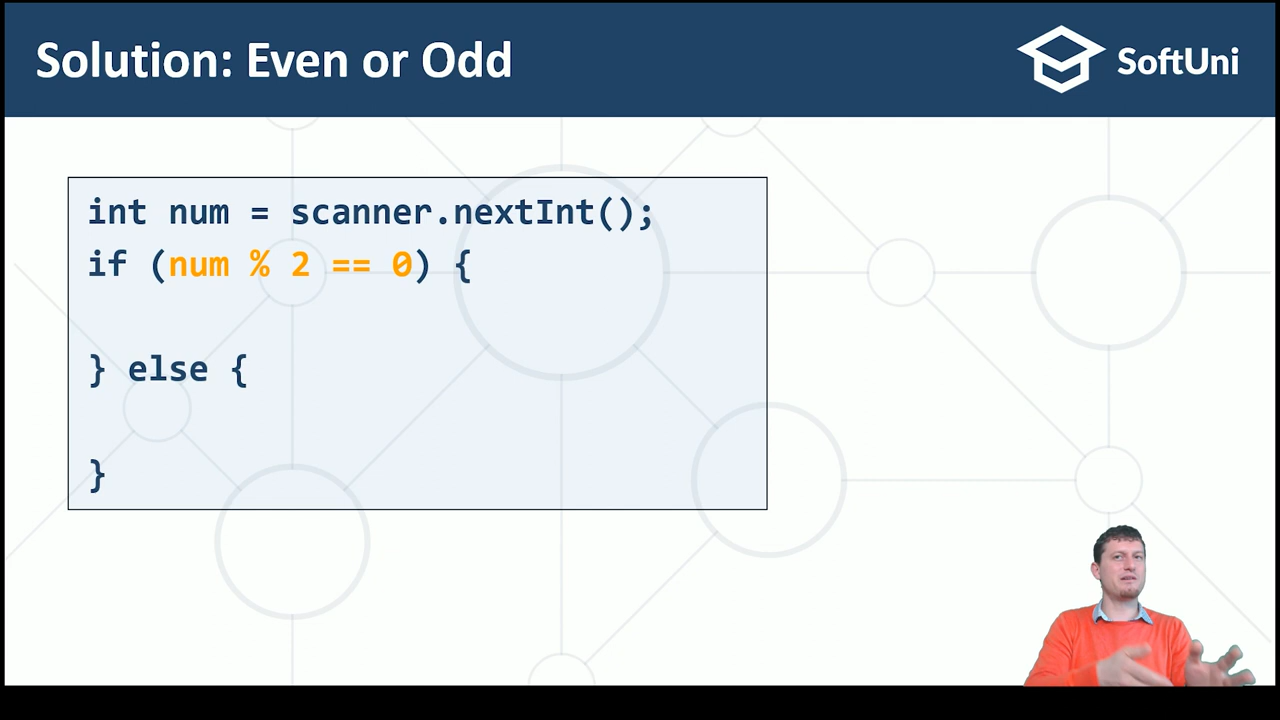 Solution: Even or Odd
SoftUni
int num = scanner.nextInt();
if (num % 2 == 0) {
} else {
}